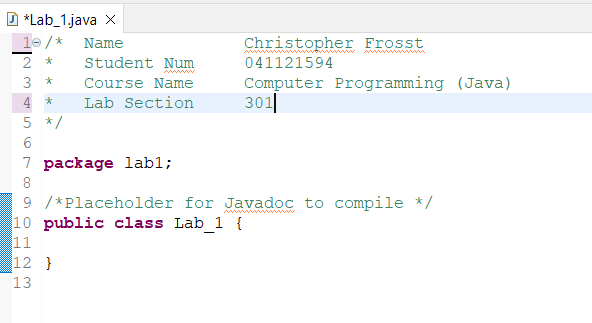 *Lab_1.java
1 /*  Name            Christopher Frosst
2 *   Student Num     041121594
3 *   Course Name     Computer Programming (Java)
4 *   Lab Section     301
5 */
6
7 package lab1;
8
9 /*Placeholder for Javadoc to compile */
10 public class Lab_1 {
11
12 }
13